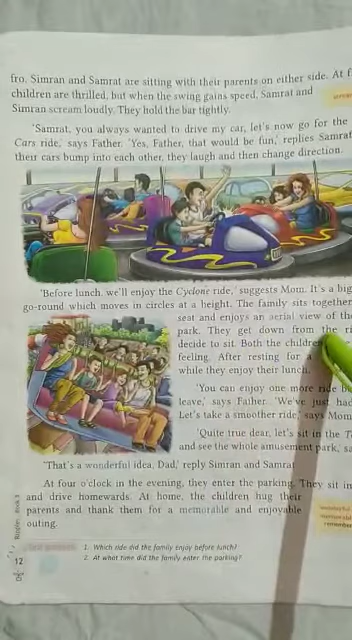 fro. Simran and Samrat are sitting with their parents on either side. At f
children are thrilled, but when the swing gains speed, Samrat and
Simran scream loudly. They hold the bar tightly.
'Samrat, you always wanted to drive my car, let's now go for the
Cars ride,' says Father. 'Yes, Father, that would be fun,' replies Samrat
their cars bump into each other, they laugh and then change direction.
'Before lunch, we'll enjoy the Cyclone ride,' suggests Mom. It's a big
go-round which moves in circles at a height. The family sits together
seat and enjoys an aerial view of the
park. They get down from the ri
decide to sit. Both the children
feeling. After resting for a
while they enjoy their lunch.
'You can enjoy one more ride
leave,' says Father. 'We've just had
Let's take a smoother ride,' says Mom
'Quite true dear, let's sit in the T
and see the whole amusement park, sa
'That's a wonderful idea, Dad,' reply Simran and Samrat
At four o'clock in the evening, they enter the parking. They sit in
and drive homewards. At home, the children hug their
parents and thank them for a memorable and enjoyable
outing.
remember
1. Which ride did the family enjoy before lunch?
2. At what time did the family enter the parking?
12